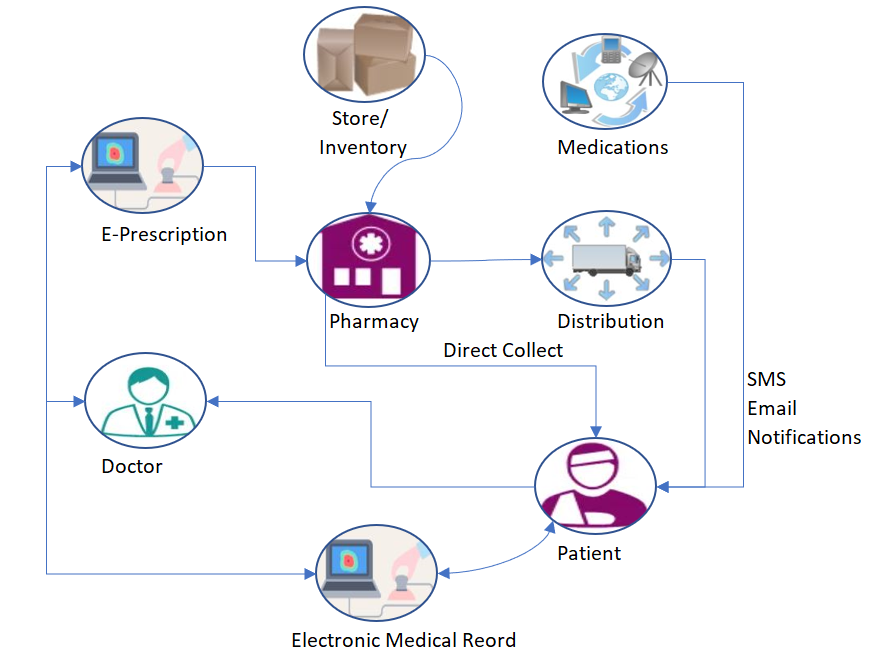 Store/
Inventory
Medications
E-Prescription
Pharmacy
Distribution
Direct Collect
SMS
Email
Notifications
Doctor
Patient
Electronic Medical Reord